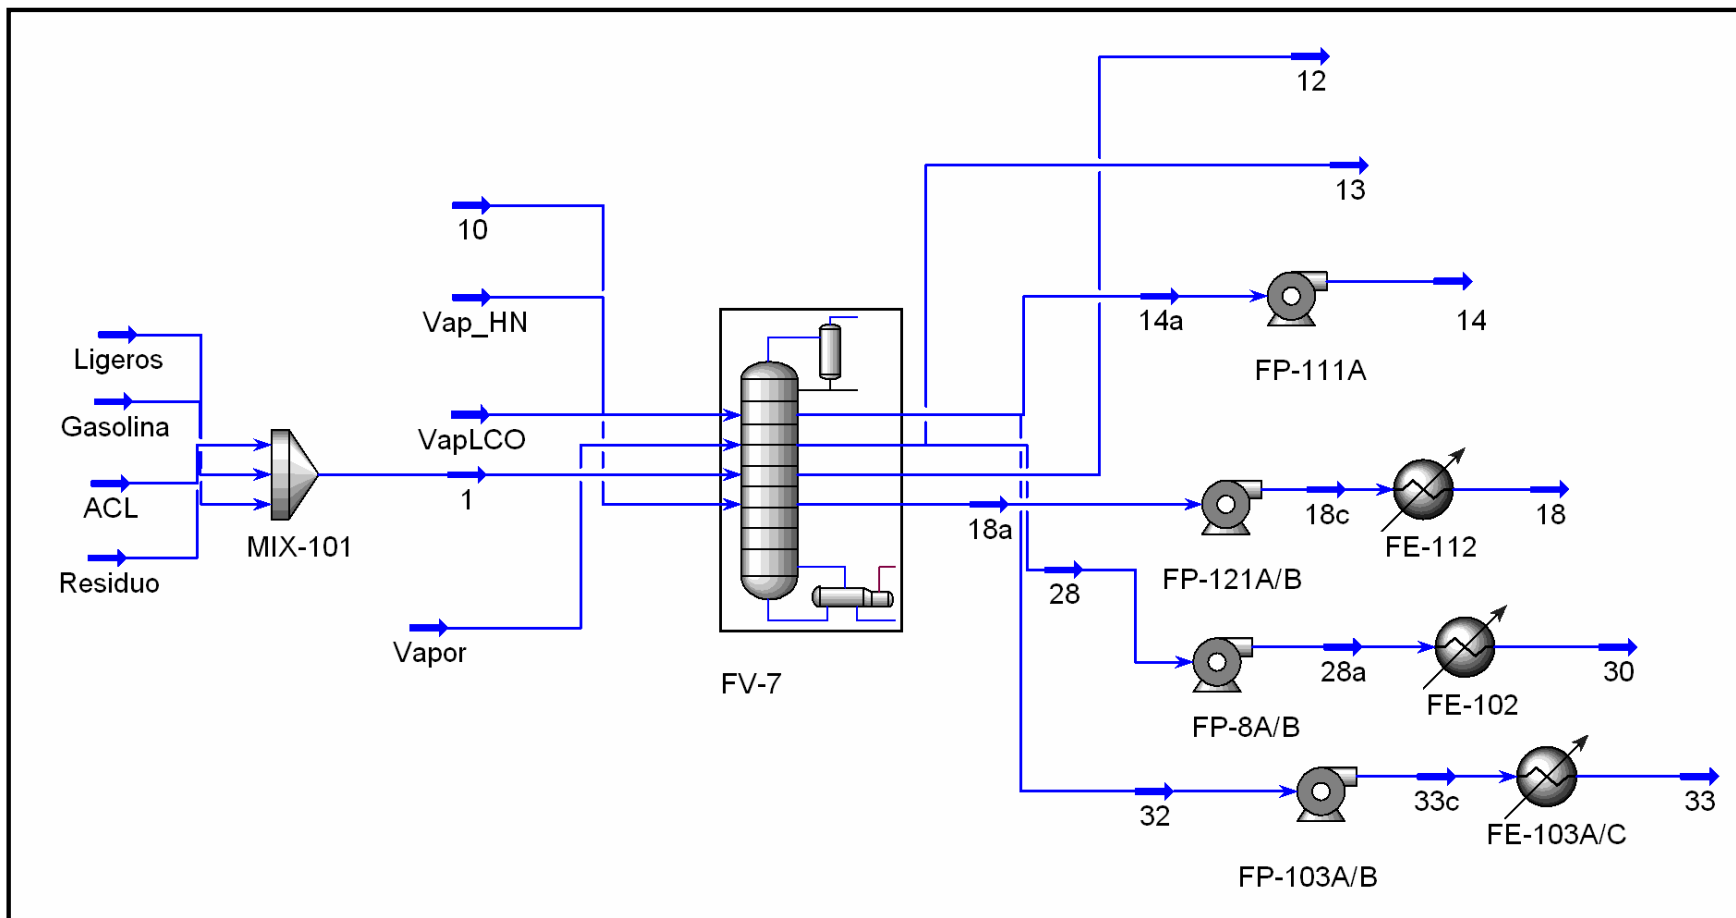 12
13
10
Vap_HN
14a
14
Ligeros
FP-111A
Gasolina
VapLCO
1
ACL
18a
18c
18
MIX-101
FE-112
Residuo
FP-121A/B
28
Vapor
28a
30
FV-7
FE-102
FP-8A/B
32
33c
33
FE-103A/C
FP-103A/B